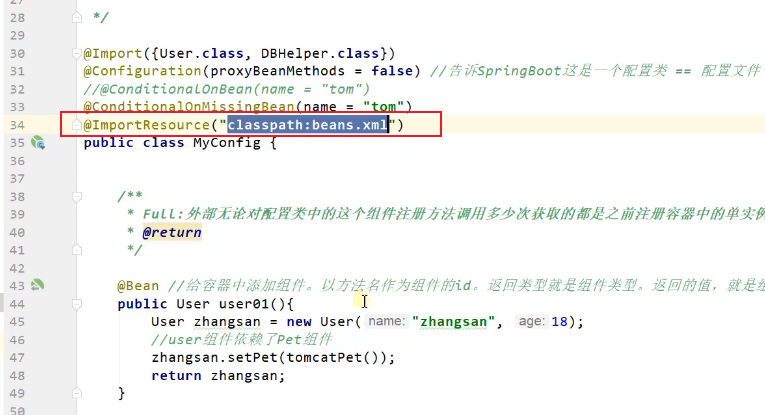 27
28 */
29
30 @Import({User.class, DBHelper.class})
31 @Configuration(proxyBeanMethods = false) //告诉SpringBoot这是一个配置类 == 配置文件
32 //@ConditionalOnBean(name = "tom")
33 @ConditionalOnMissingBean(name = "tom")
34 @ImportResource("classpath:beans.xml")
35 public class MyConfig {
36
37
38 /**
39 * Full:外部无论对配置类中的这个组件注册方法调用多少次获取的都是之前注册容器中的单实例
40 * @return
41 */
42
43 @Bean //给容器中添加组件。以方法名作为组件的id。返回类型就是组件类型。返回的值，就是组
44 public User user01(){
45 User zhangsan = new User( name: "zhangsan", age: 18);
46 //user组件依赖了Pet组件
47 zhangsan.setPet(tomcatPet());
48 return zhangsan;
49 }
50